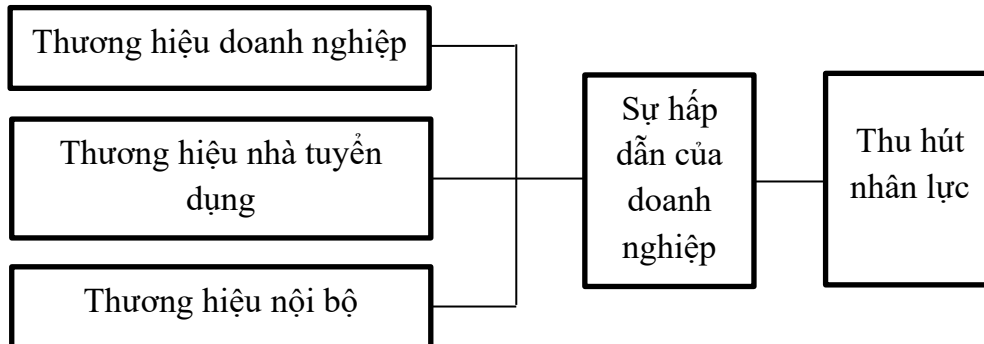 Thương hiệu doanh nghiệp
Thương hiệu nhà tuyển
dụng
Thương hiệu nội bộ
Sự hấp
dẫn của
doanh
nghiệp
Thu hút
nhân lực